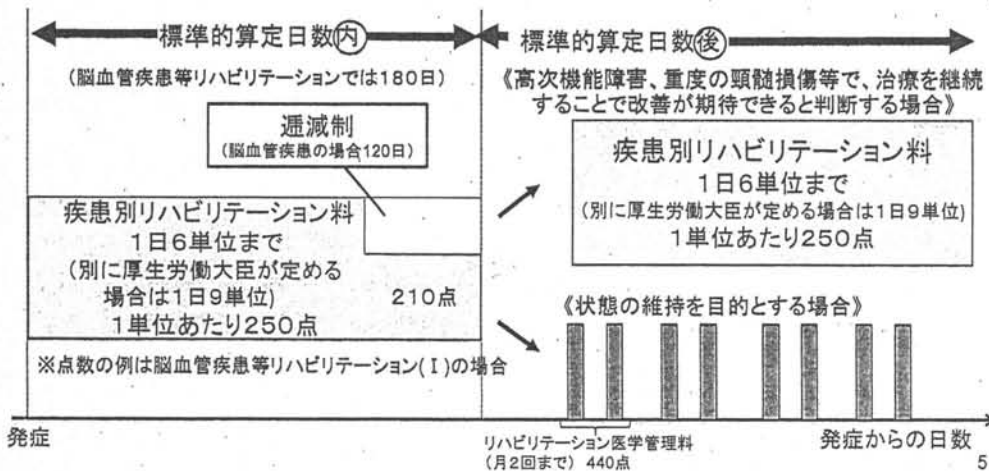 標準的算定日数内
標準的算定日数後
(脳血管疾患等リハビリテーションでは180日)
《高次機能障害、重度の頸髄損傷等で、治療を継続
することで改善が期待できると判断する場合》
逓減制
(脳血管疾患の場合120日)
疾患別リハビリテーション料
1日6単位まで
(別に厚生労働大臣が定める場合は1日9単位)
1単位あたり250点
疾患別リハビリテーション料
1日6単位まで
(別に厚生労働大臣が定める
場合は1日9単位)
210点
1単位あたり250点
《状態の維持を目的とする場合》
※点数の例は脳血管疾患等リハビリテーション(Ⅰ)の場合
発症
リハビリテーション医学管理料
(月2回まで) 440点
発症からの日数
5